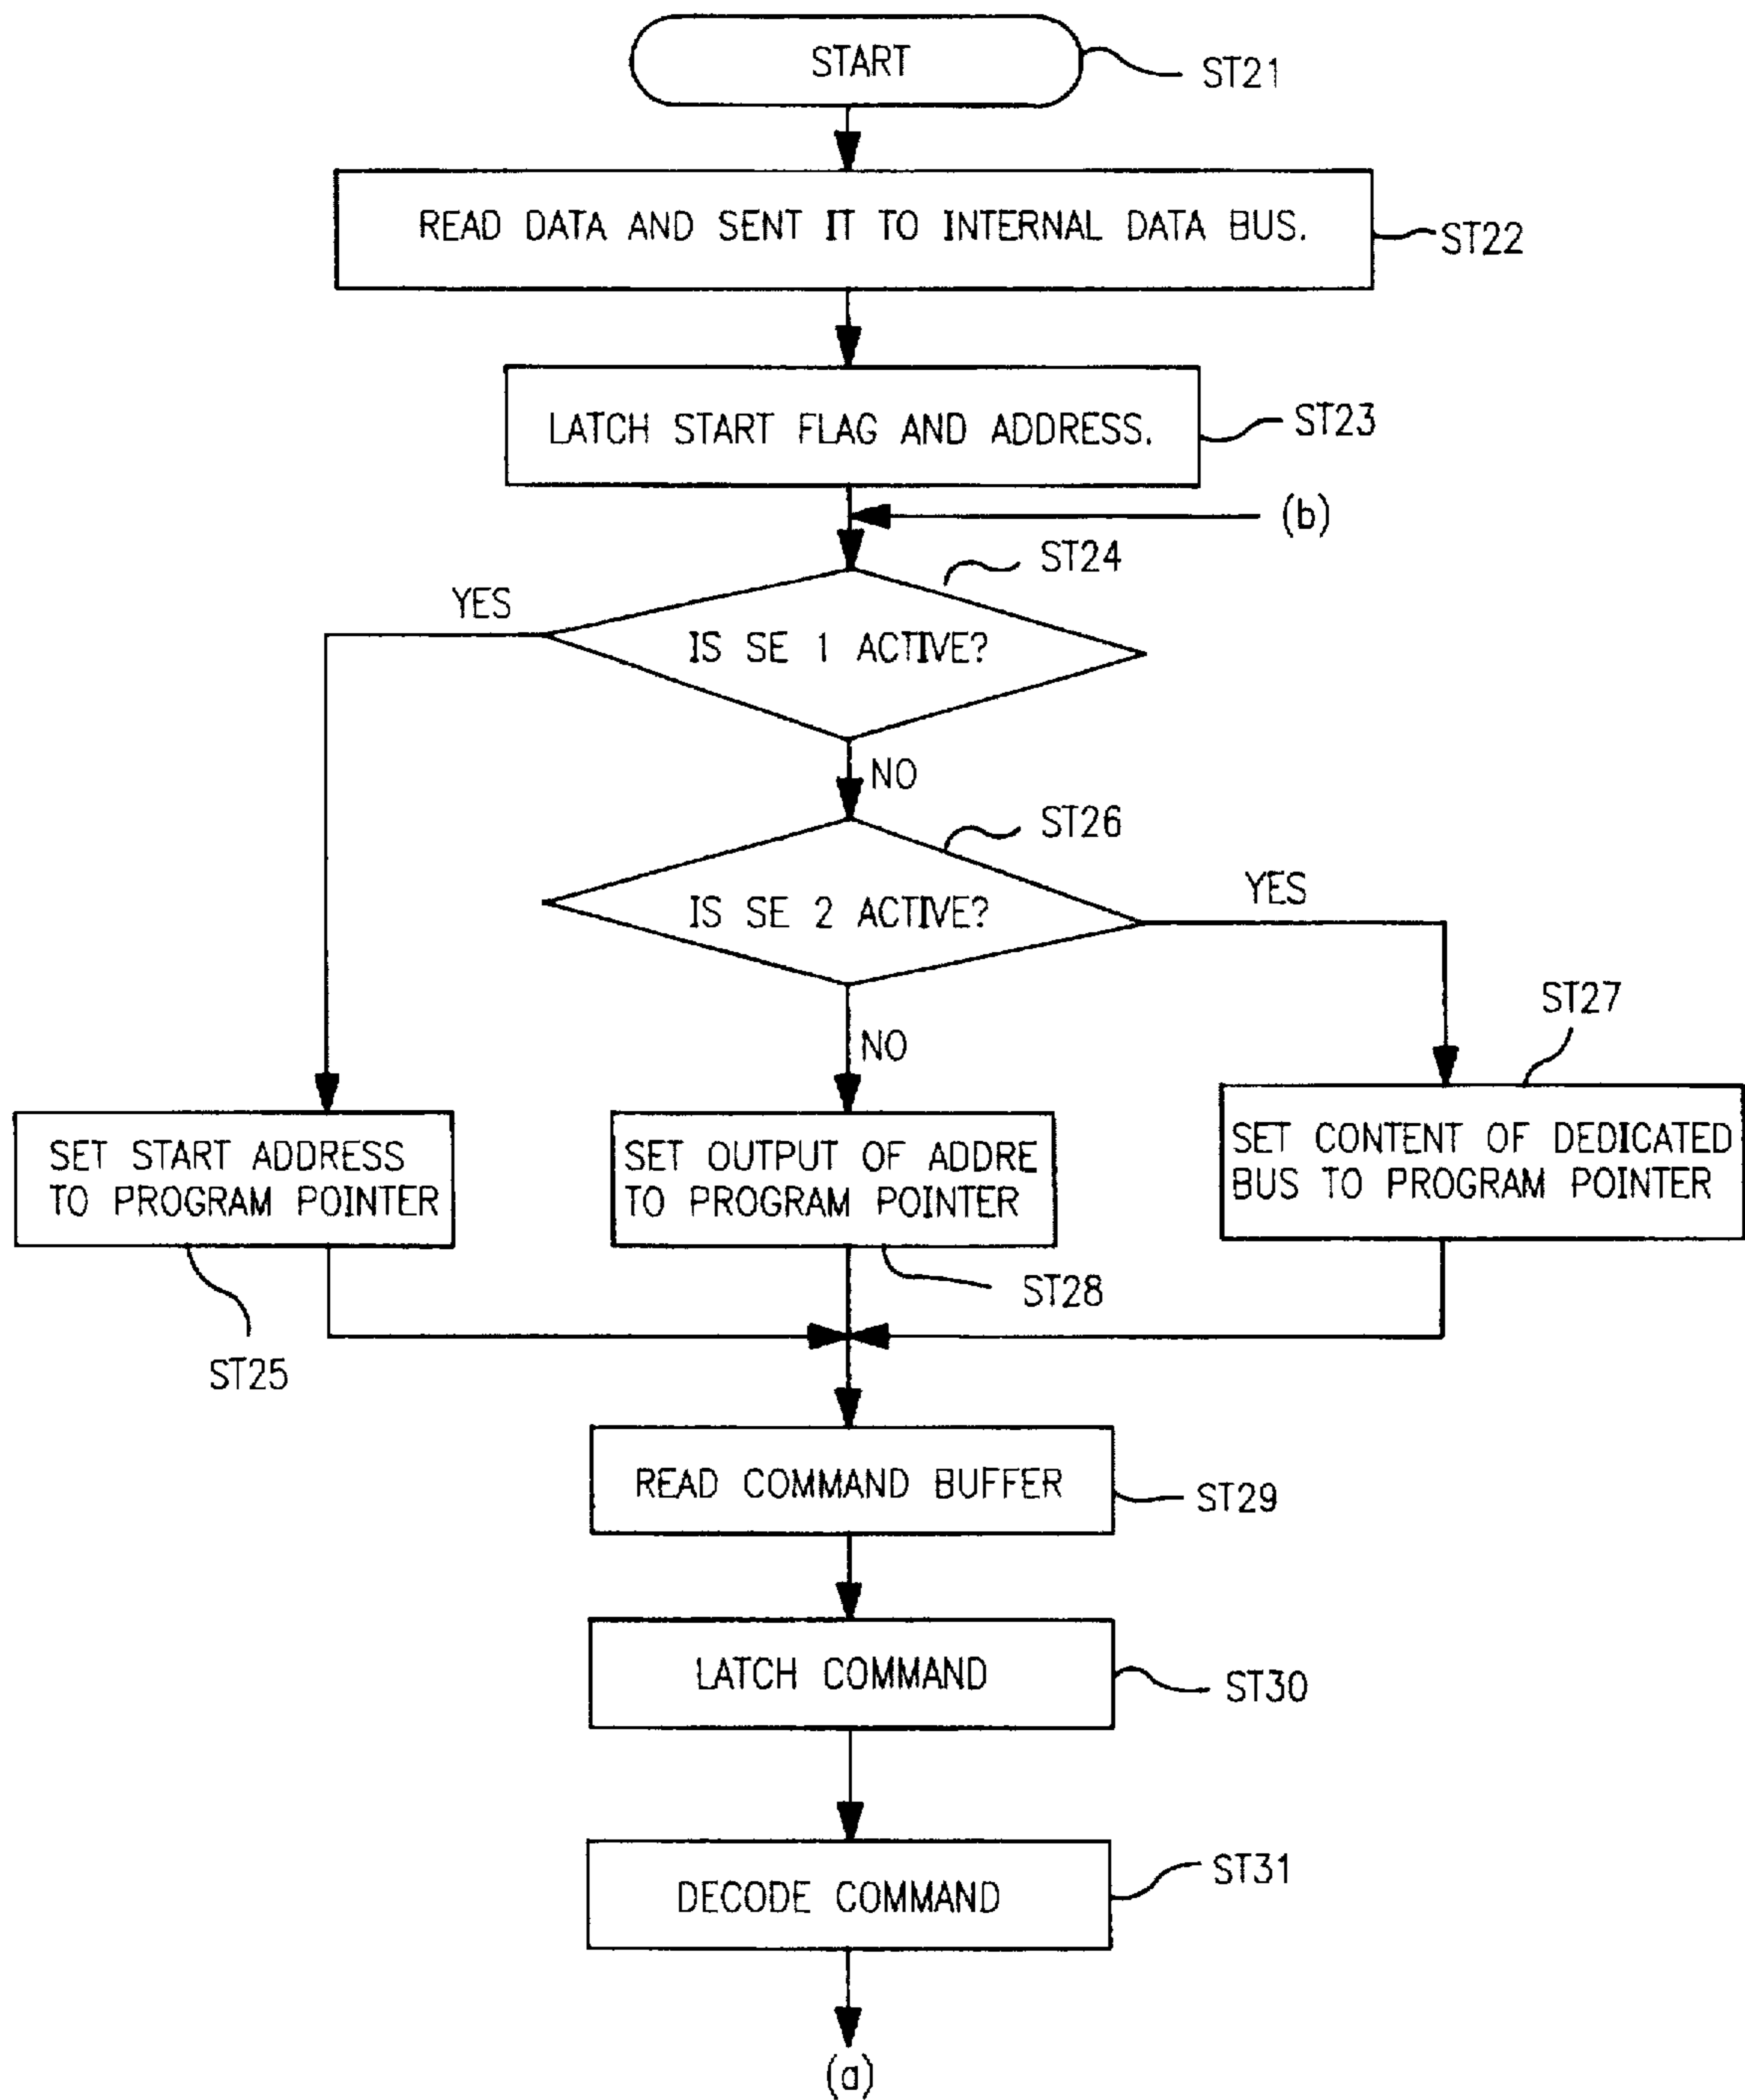 START
ST21
READ DATA AND SENT IT TO INTERNAL DATA BUS.
ST22
LATCH START FLAG AND ADDRESS.
ST23
(b)
ST24
YES
IS SE 1 ACTIVE?
NO
ST26
IS SE 2 ACTIVE?
YES
ST27
NO
SET START ADDRESS
TO PROGRAM POINTER
SET OUTPUT OF ADDRE
TO PROGRAM POINTER
SET CONTENT OF DEDICATED
BUS TO PROGRAM POINTER
ST28
ST25
READ COMMAND BUFFER
ST29
LATCH COMMAND
ST30
DECODE COMMAND
ST31
(a)